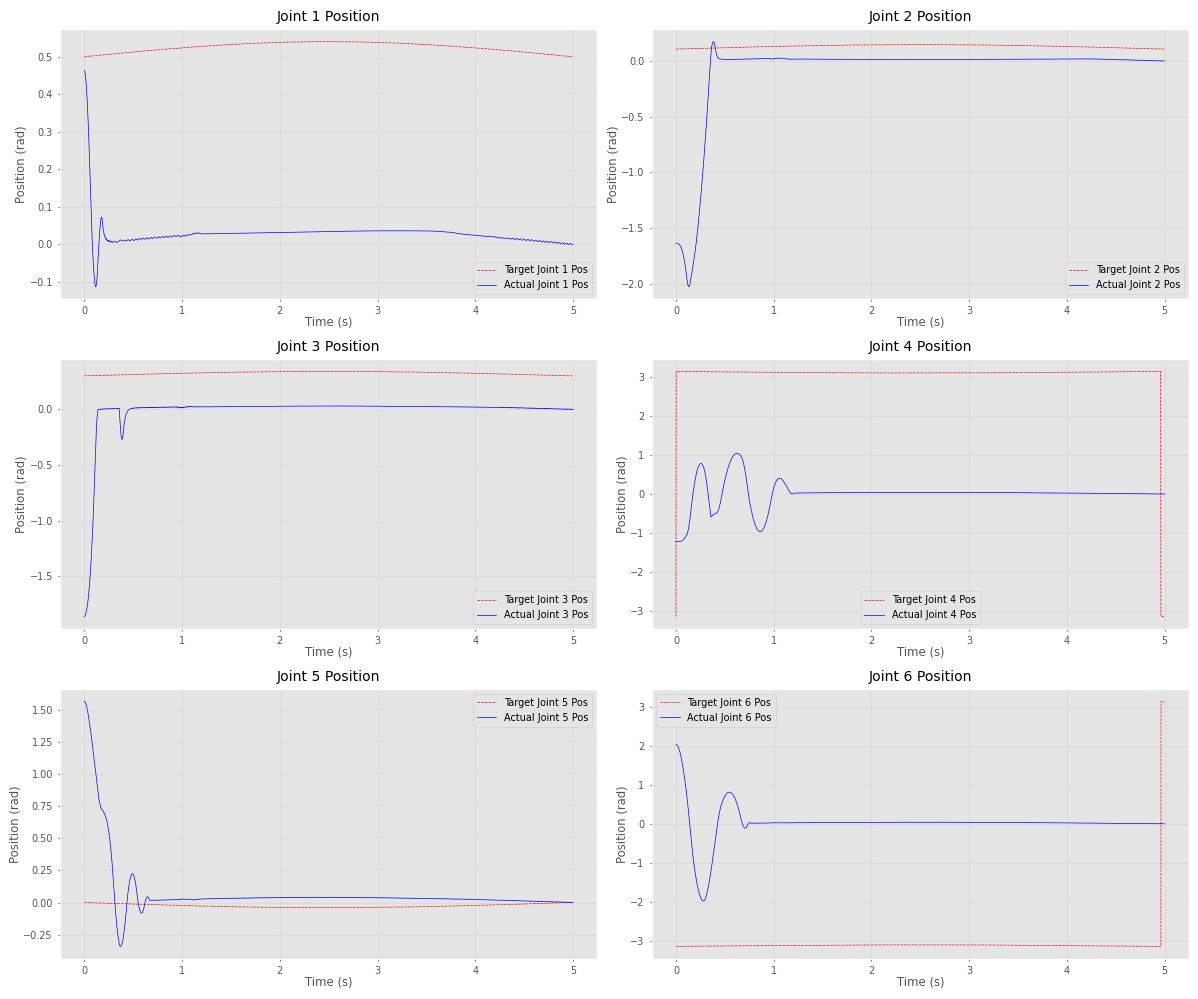 Joint 1 Position
Position (rad)
0.5
0.4
0.3
0.2
0.1
0.0
−0.1
Target Joint 1 Pos
Actual Joint 1 Pos
0 1 2 3 4 5
Time (s)
Joint 2 Position
Position (rad)
0.0
−0.5
−1.0
−1.5
−2.0
Target Joint 2 Pos
Actual Joint 2 Pos
0 1 2 3 4 5
Time (s)
Joint 3 Position
Position (rad)
0.0
−0.5
−1.0
−1.5
Target Joint 3 Pos
Actual Joint 3 Pos
0 1 2 3 4 5
Time (s)
Joint 4 Position
Position (rad)
3
2
1
0
−1
−2
−3
Target Joint 4 Pos
Actual Joint 4 Pos
0 1 2 3 4 5
Time (s)
Joint 5 Position
Position (rad)
1.50
1.25
1.00
0.75
0.50
0.25
0.00
−0.25
Target Joint 5 Pos
Actual Joint 5 Pos
0 1 2 3 4 5
Time (s)
Joint 6 Position
Position (rad)
3
2
1
0
−1
−2
−3
Target Joint 6 Pos
Actual Joint 6 Pos
0 1 2 3 4 5
Time (s)